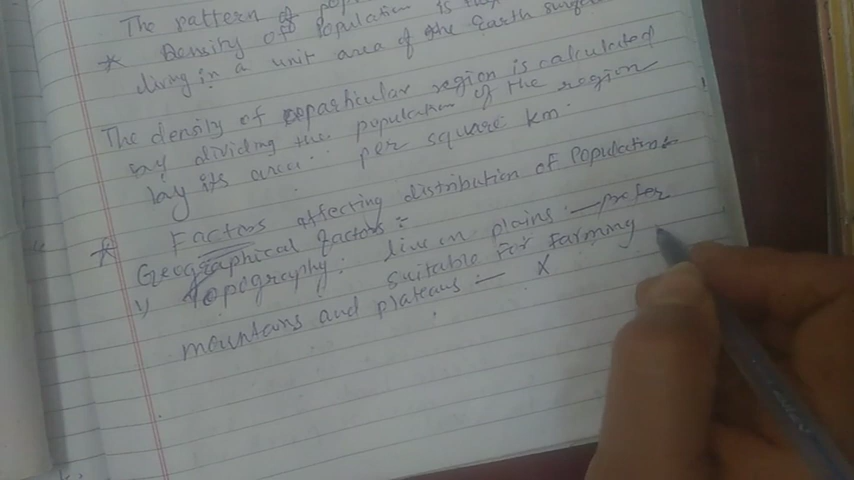 The pattern of
* Density of Population is
living in a unit area of the Earth
The density of particular region is calculated
by dividing the population of the region
by its area. per square km.
* Factors affecting distribution of Population
Geographical factors :-
1) Topography: live in plains :- prefer
suitable for farming
mountains and plateaus :- X